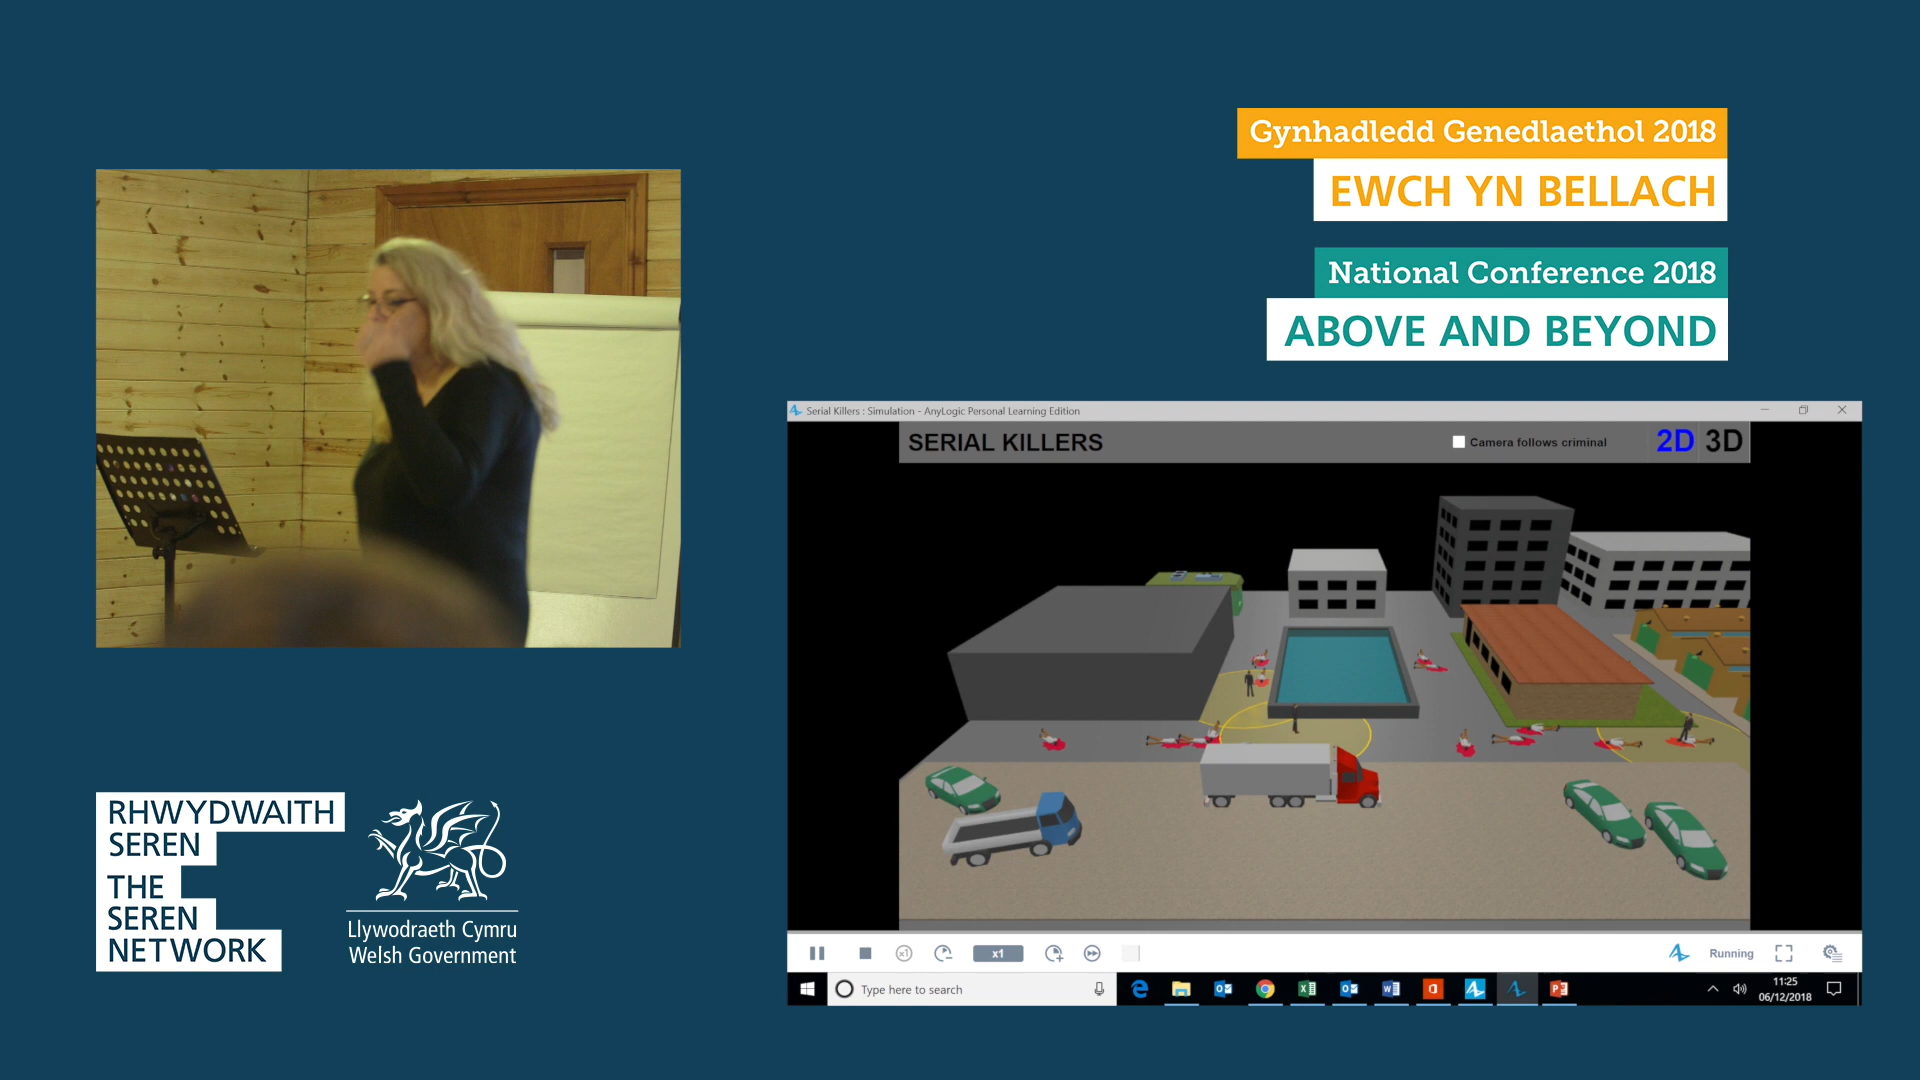 Gynhadledd Genedlaethol 2018
EWCH YN BELLACH
National Conference 2018
ABOVE AND BEYOND
Serial Killers : Simulation - AnyLogic Personal Learning Edition
SERIAL KILLERS
Camera follows criminal
2D 3D
x1
x1
Running
Type here to search
11:25
06/12/2018
RHWYDWAITH
SEREN
THE
SEREN
NETWORK
Llywodraeth Cymru
Welsh Government